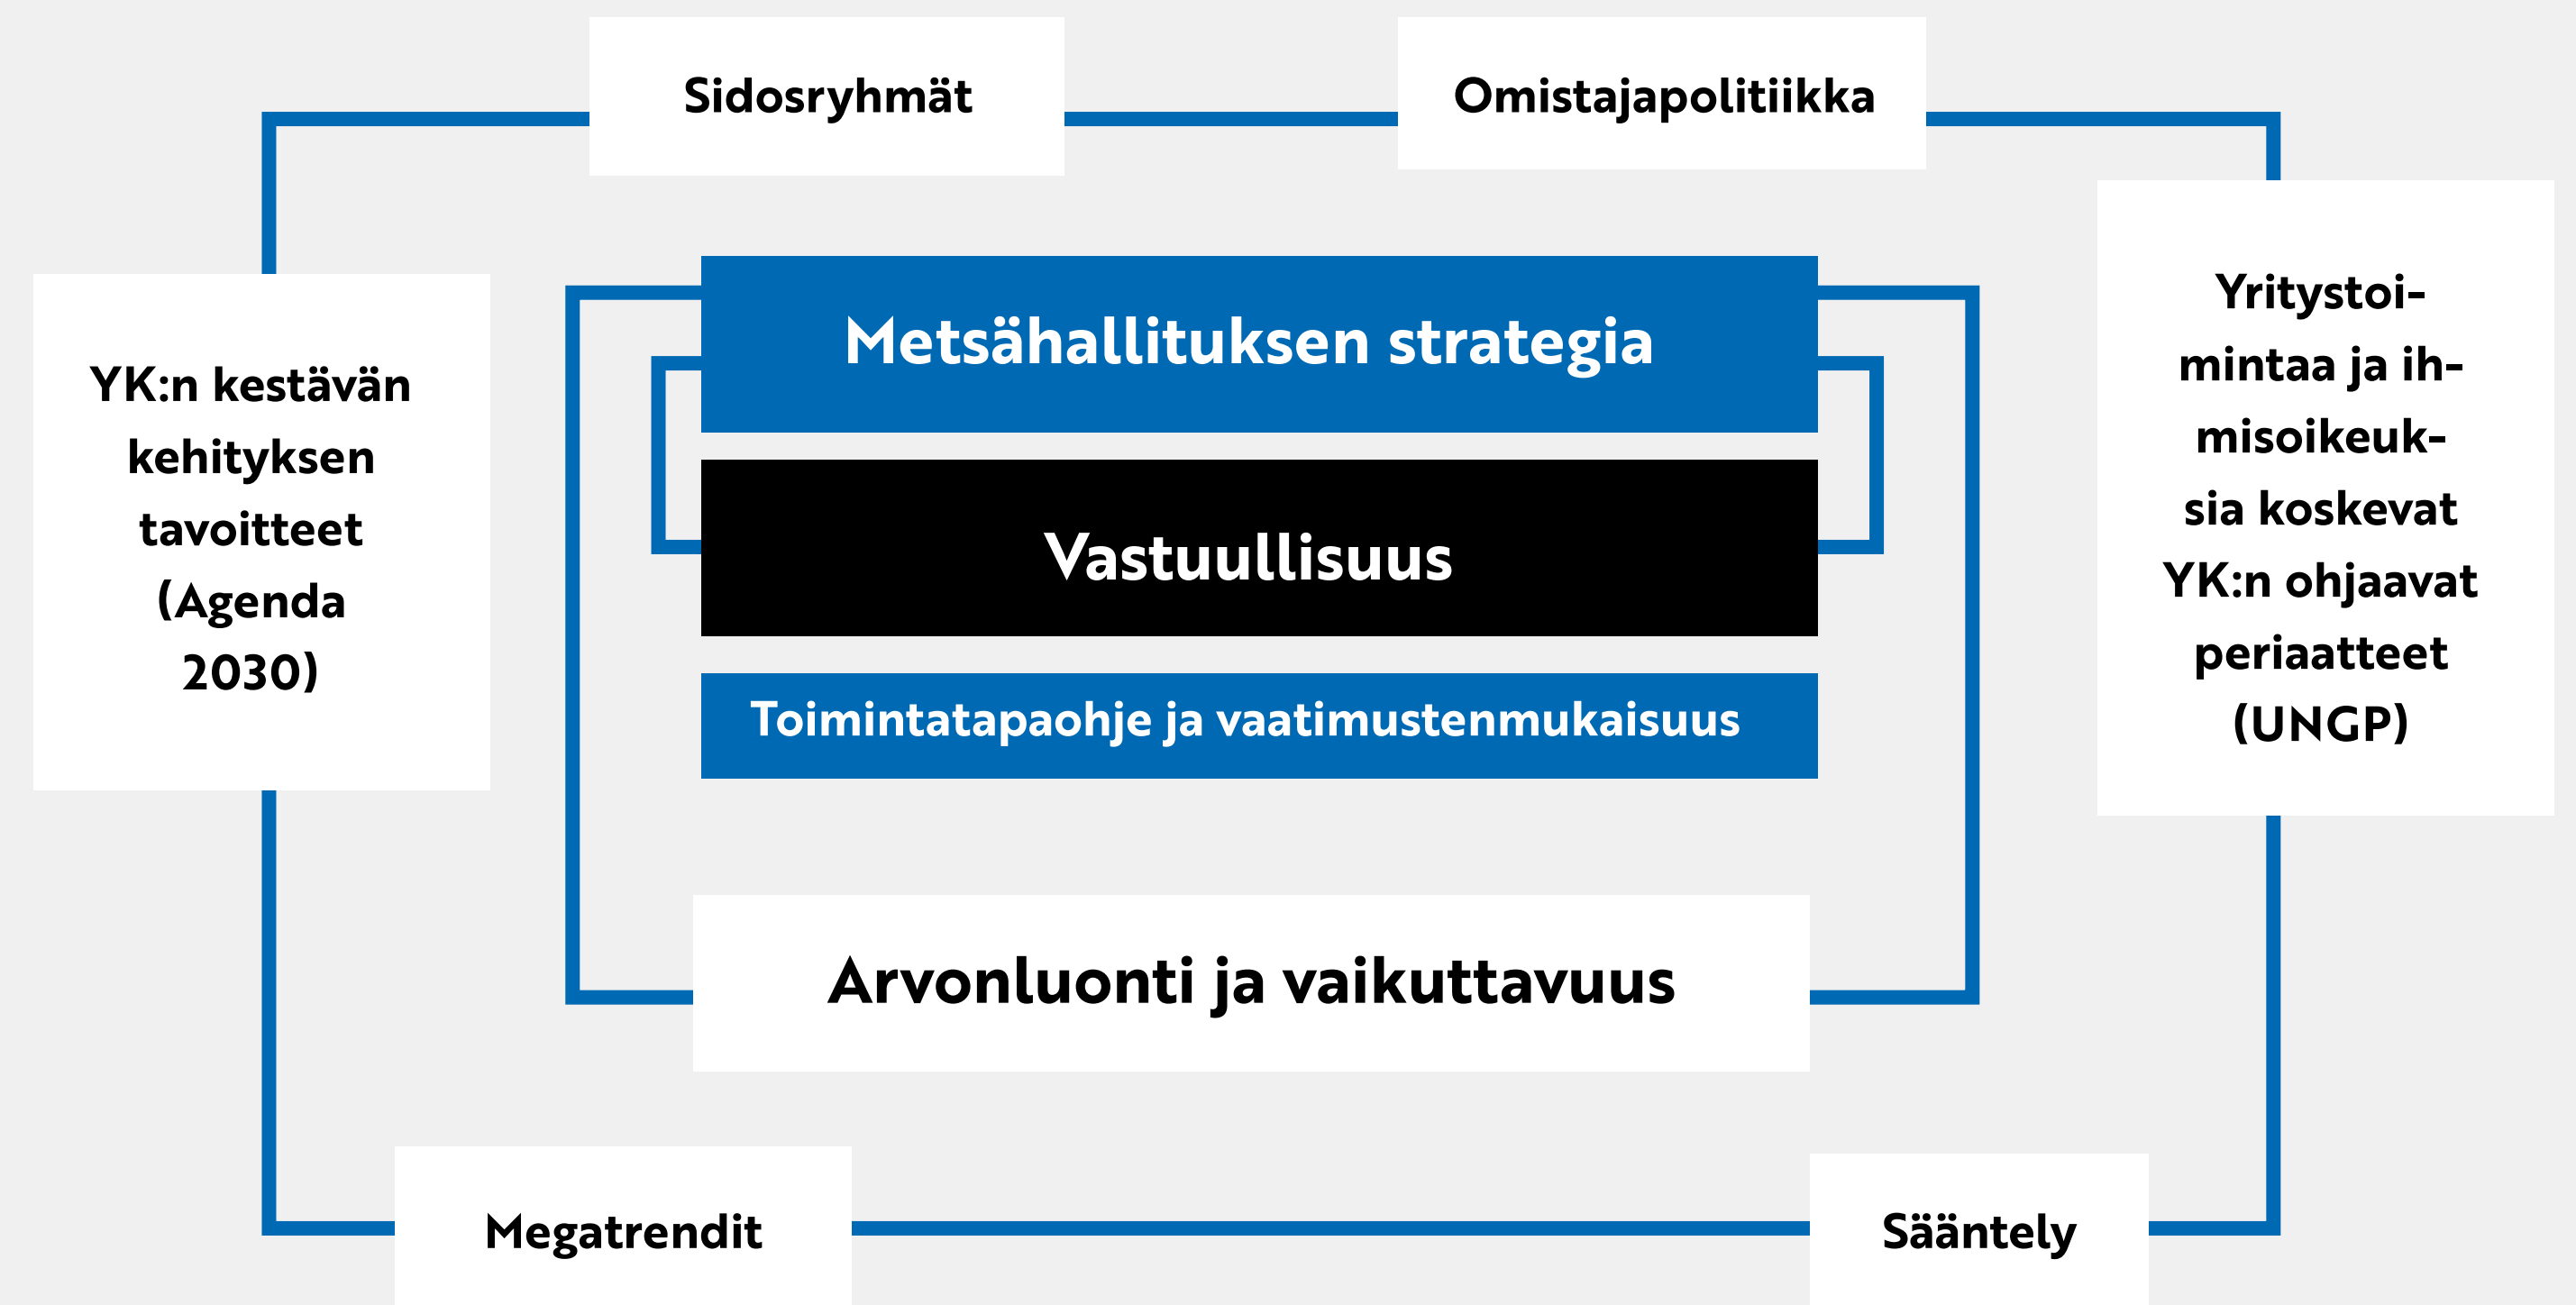 Sidosryhmät
Omistajapolitiikka
YK:n kestävän
kehityksen
tavoitteet
(Agenda
2030)
Metsähallituksen strategia
Vastuullisuus
Toimintatapaohje ja vaatimustenmukaisuus
Arvonluonti ja vaikuttavuus
Yritystoi-
mintaa ja ih-
misoikeuk-
sia koskevat
YK:n ohjaavat
periaatteet
(UNGP)
Megatrendit
Sääntely